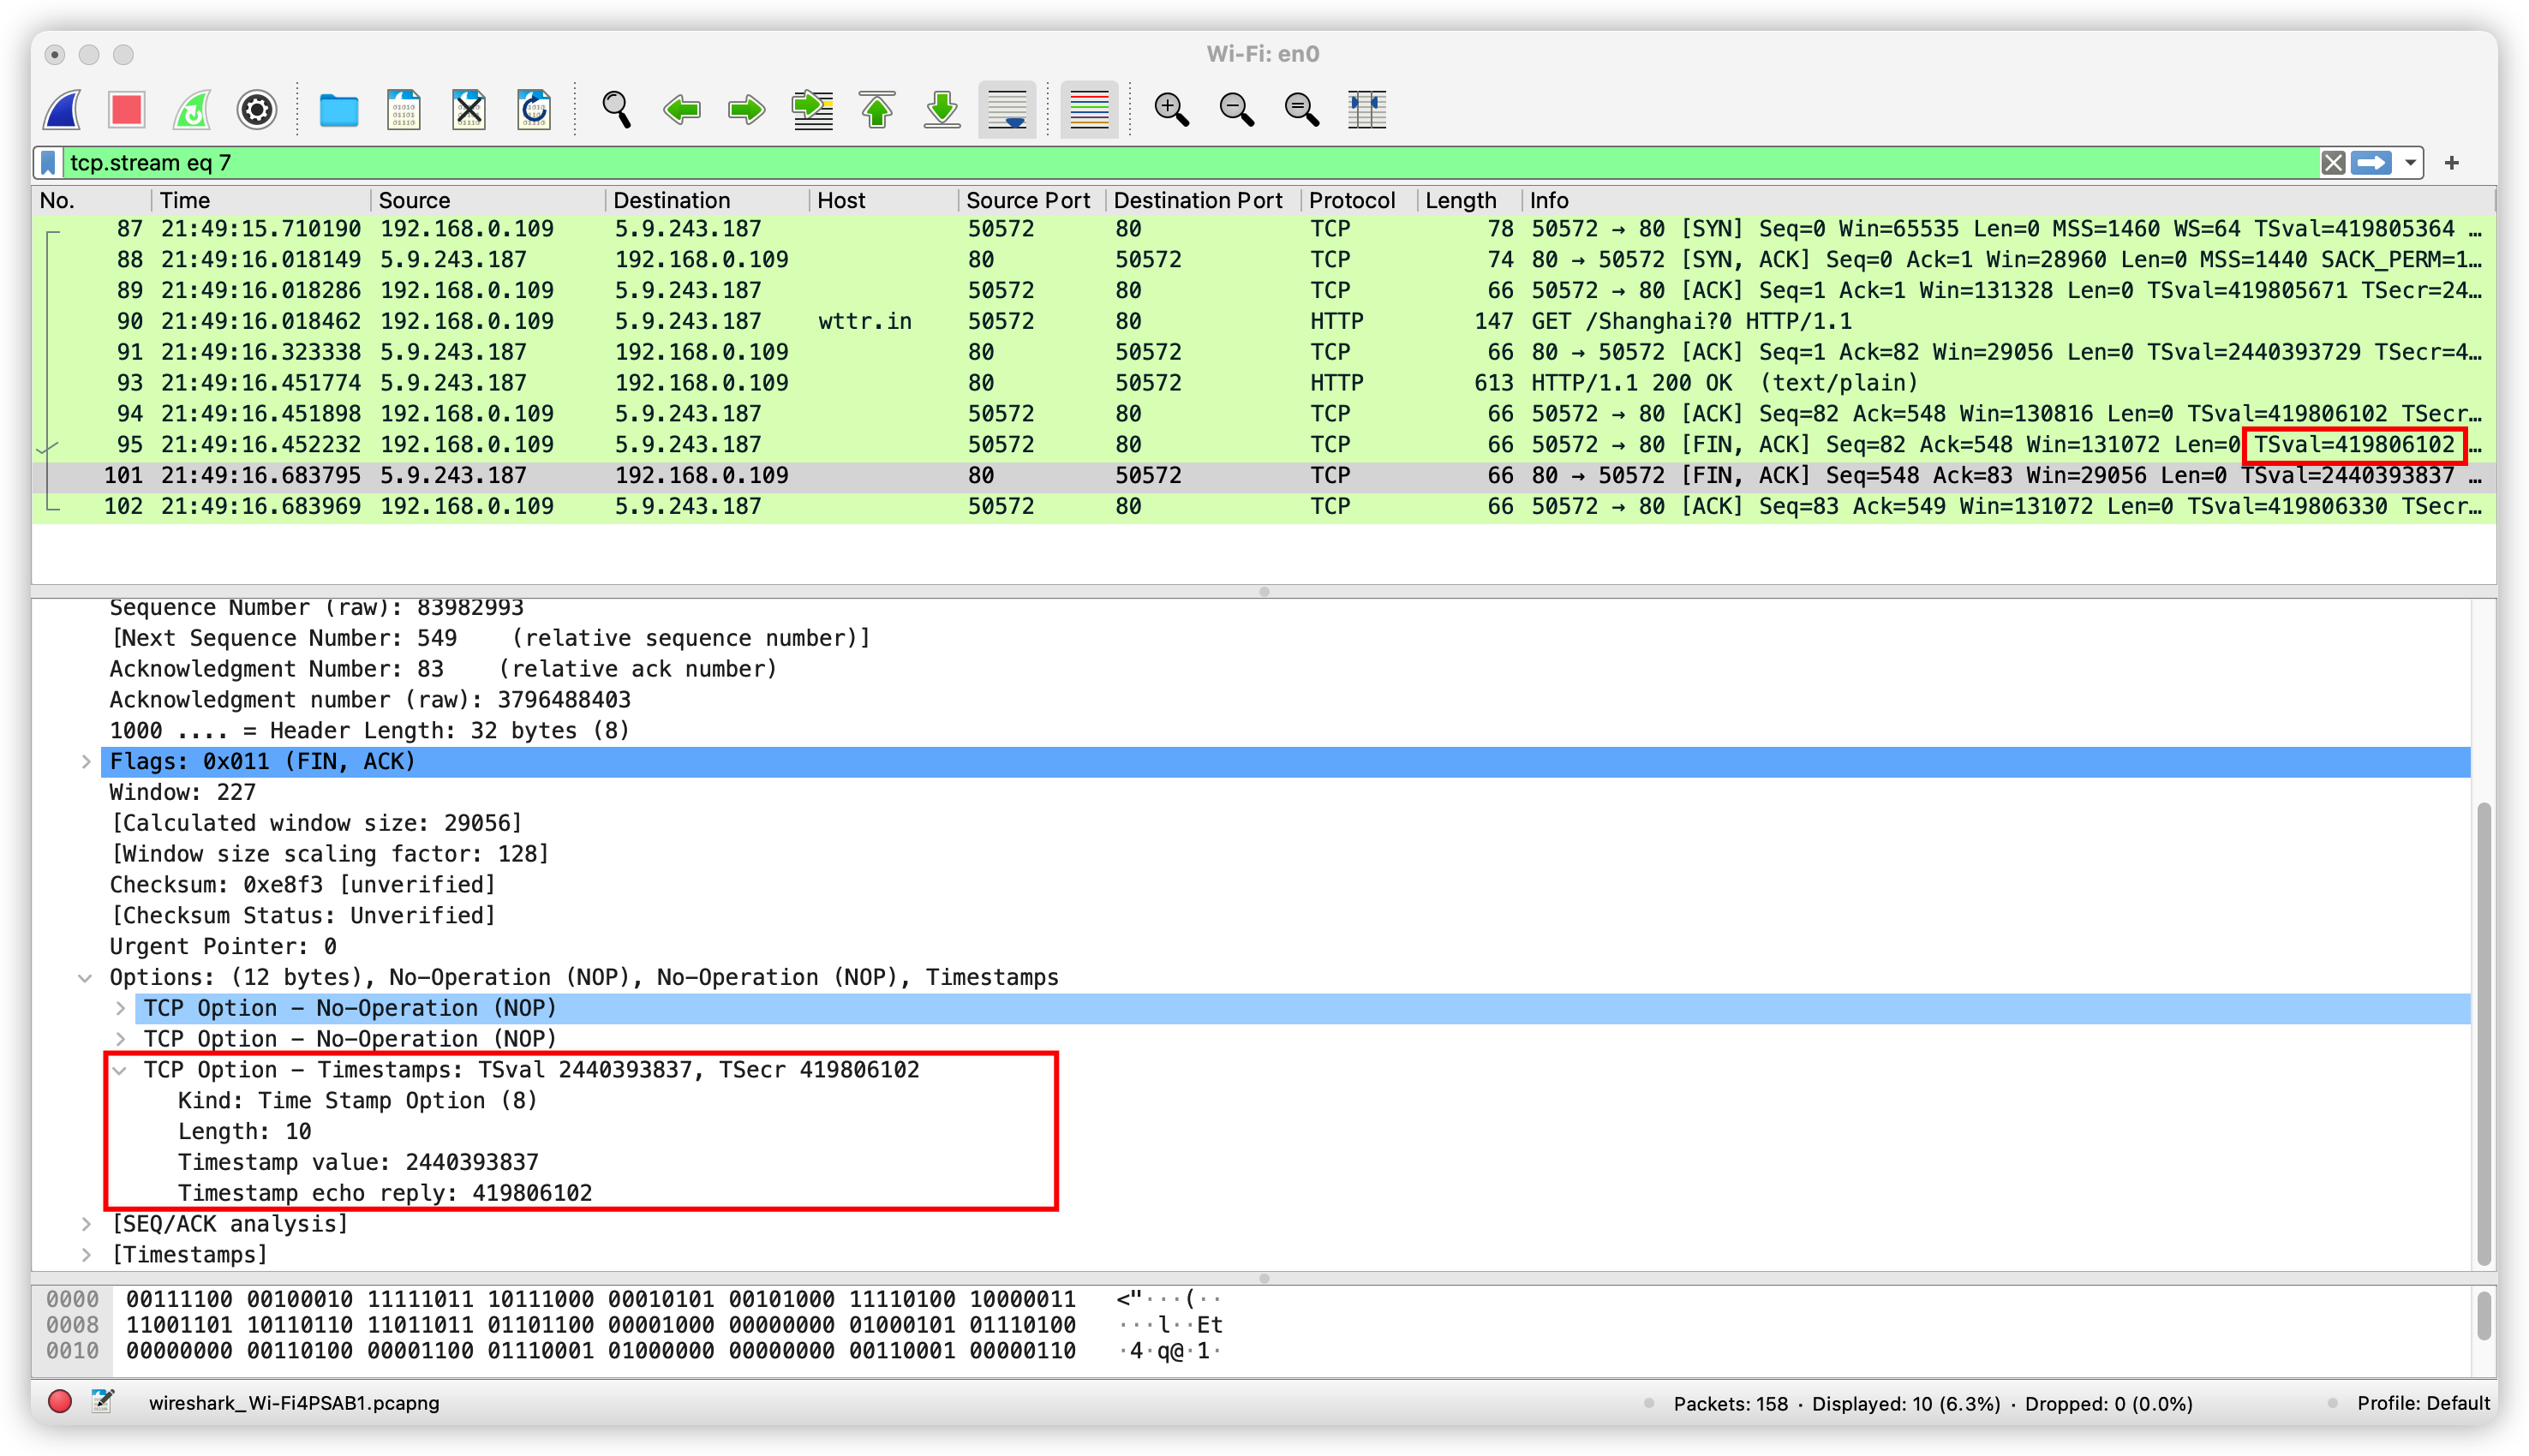 Wi-Fi: en0
tcp.stream eq 7
No. Time Source Destination Host Source Port Destination Port Protocol Length Info
87 21:49:15.710190 192.168.0.109 5.9.243.187 50572 80 TCP 78 50572 → 80 [SYN] Seq=0 Win=65535 Len=0 MSS=1460 WS=64 TSval=419805364 …
88 21:49:16.018149 5.9.243.187 192.168.0.109 80 50572 TCP 74 80 → 50572 [SYN, ACK] Seq=0 Ack=1 Win=28960 Len=0 MSS=1440 SACK_PERM=1…
89 21:49:16.018286 192.168.0.109 5.9.243.187 50572 80 TCP 66 50572 → 80 [ACK] Seq=1 Ack=1 Win=131328 Len=0 TSval=419805671 TSecr=24…
90 21:49:16.018462 192.168.0.109 5.9.243.187 wttr.in 50572 80 HTTP 147 GET /Shanghai?0 HTTP/1.1
91 21:49:16.323338 5.9.243.187 192.168.0.109 80 50572 TCP 66 80 → 50572 [ACK] Seq=1 Ack=82 Win=29056 Len=0 TSval=2440393729 TSecr=4…
93 21:49:16.451774 5.9.243.187 192.168.0.109 80 50572 HTTP 613 HTTP/1.1 200 OK (text/plain)
94 21:49:16.451898 192.168.0.109 5.9.243.187 50572 80 TCP 66 50572 → 80 [ACK] Seq=82 Ack=548 Win=130816 Len=0 TSval=419806102 TSecr…
95 21:49:16.452232 192.168.0.109 5.9.243.187 50572 80 TCP 66 50572 → 80 [FIN, ACK] Seq=82 Ack=548 Win=131072 Len=0 TSval=419806102 …
101 21:49:16.683795 5.9.243.187 192.168.0.109 80 50572 TCP 66 80 → 50572 [FIN, ACK] Seq=548 Ack=83 Win=29056 Len=0 TSval=2440393837 …
102 21:49:16.683969 192.168.0.109 5.9.243.187 50572 80 TCP 66 50572 → 80 [ACK] Seq=83 Ack=549 Win=131072 Len=0 TSval=419806330 TSecr…
Sequence Number (raw): 83982993
[Next Sequence Number: 549 (relative sequence number)]
Acknowledgment Number: 83 (relative ack number)
Acknowledgment number (raw): 3796488403
1000 .... = Header Length: 32 bytes (8)
Flags: 0x011 (FIN, ACK)
Window: 227
[Calculated window size: 29056]
[Window size scaling factor: 128]
Checksum: 0xe8f3 [unverified]
[Checksum Status: Unverified]
Urgent Pointer: 0
Options: (12 bytes), No-Operation (NOP), No-Operation (NOP), Timestamps
TCP Option - No-Operation (NOP)
TCP Option - No-Operation (NOP)
TCP Option - Timestamps: TSval 2440393837, TSecr 419806102
Kind: Time Stamp Option (8)
Length: 10
Timestamp value: 2440393837
Timestamp echo reply: 419806102
[SEQ/ACK analysis]
[Timestamps]
0000 00111100 00100010 11111011 10111000 00010101 00101000 11110100 10000011 <"···(··
0008 11001101 10110110 11011011 01101100 00001000 00000000 01000101 01110100 ···l··Et
0010 00000000 00110100 00001100 01110001 01000000 00000000 00110001 00000110 ·4·q@·1·
wireshark_Wi-Fi4PSAB1.pcapng
Packets: 158 · Displayed: 10 (6.3%) · Dropped: 0 (0.0%)
Profile: Default